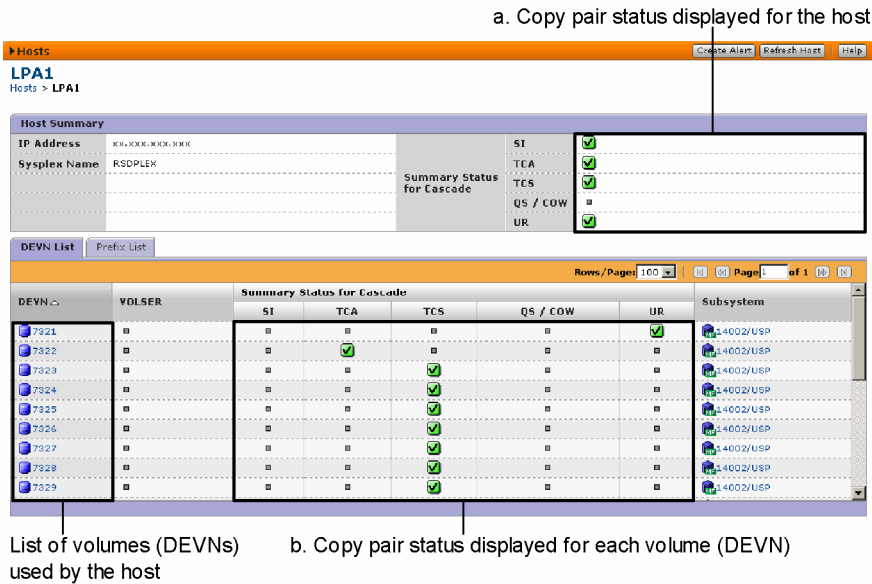 a. Copy pair status displayed for the host
Hosts
Create Alert Refresh Host Help
LPA1
Hosts > LPA1
Host Summary
IP Address xx.xxx.xxx.xxx
Sysplex Name RSDPLEX
Summary Status for Cascade
SI
TCA
TCS
QS / COW
UR
DEVN List Prefix List
Rows/Page: 100 Page 1 of 1
DEVN VOLSER Summary Status for Cascade Subsystem
SI TCA TCS QS / COW UR
7321 14002/USP
7322 14002/USP
7323 14002/USP
7324 14002/USP
7325 14002/USP
7326 14002/USP
7327 14002/USP
7328 14002/USP
7329 14002/USP
List of volumes (DEVNs)
used by the host
b. Copy pair status displayed for each volume (DEVN)